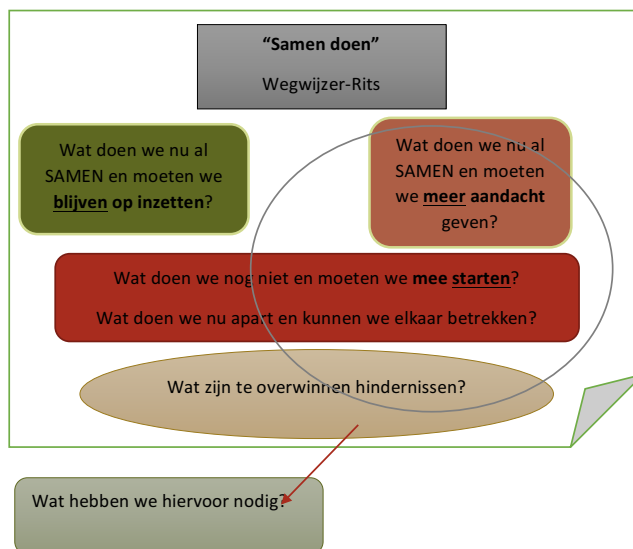 “Samen doen”
Wegwijzer-Rits
Wat doen we nu al
SAMEN en moeten we
blijven op inzetten?
Wat doen we nu al
SAMEN en moeten
we meer aandacht
geven?
Wat doen we nog niet en moeten we mee starten?
Wat doen we nu apart en kunnen we elkaar betrekken?
Wat zijn te overwinnen hindernissen?
Wat hebben we hiervoor nodig?